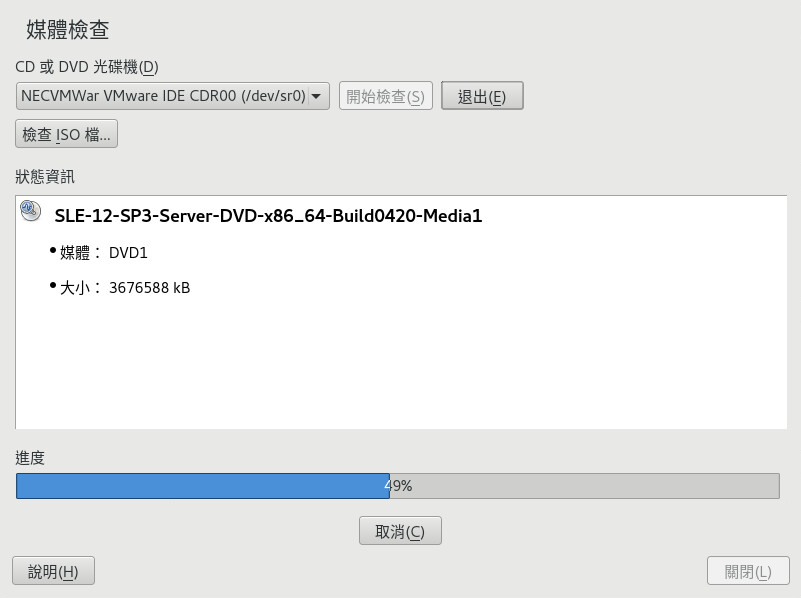 媒體檢查
CD 或 DVD 光碟機(D)
NECVMWar VMware IDE CDR00 (/dev/sr0) 開始檢查(S) 退出(E)
檢查 ISO 檔...
狀態資訊
SLE-12-SP3-Server-DVD-x86_64-Build0420-Media1
• 媒體： DVD1
• 大小： 3676588 kB
進度
49%
取消(C)
說明(H) 關閉(L)